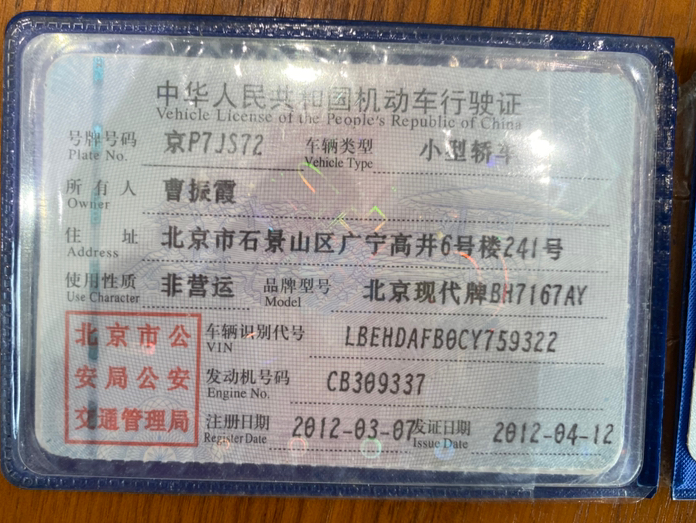 中华人民共和国机动车行驶证
Vehicle License of the People's Republic of China
号牌号码 京P7JS72 车辆类型 小型轿车
Plate No. Vehicle Type
所有人 曹振霞
Owner
住址 北京市石景山区广宁高井6号楼241号
Address
使用性质 非营运 品牌型号 北京现代牌BH7167AY
Use Character Model
北京市公安局公安交通管理局
车辆识别代号 LBEHDAFB0CY759322
VIN
发动机号码 CB309337
Engine No.
注册日期 2012-03-07 发证日期 2012-04-12
Register Date Issue Date